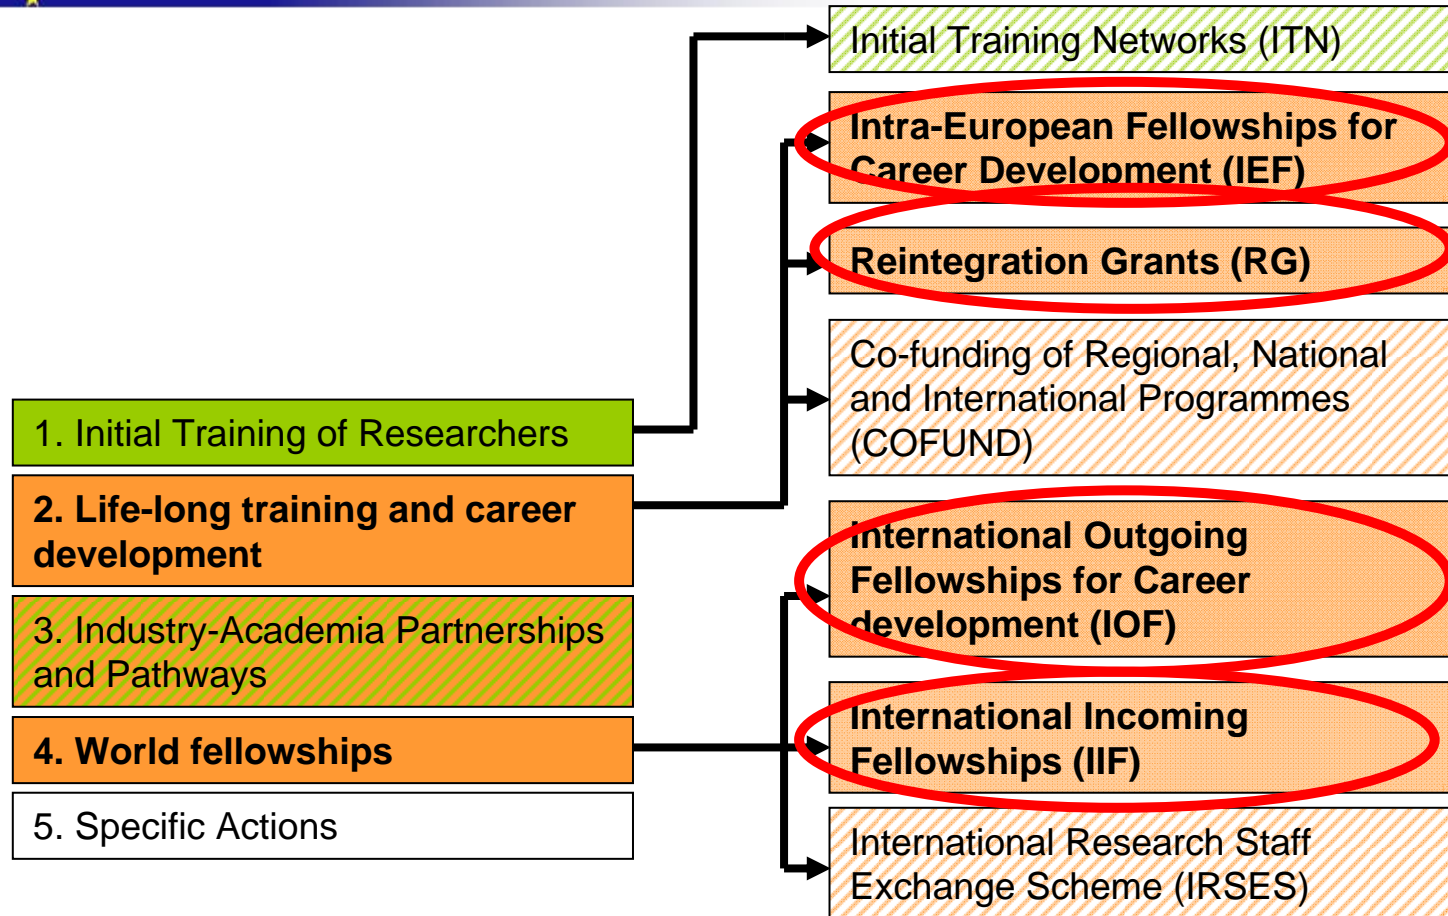 Initial Training Networks (ITN)
Intra-European Fellowships for
Career Development (IEF)
Reintegration Grants (RG)
Co-funding of Regional, National
and International Programmes
(COFUND)
1. Initial Training of Researchers
2. Life-long training and career
development
3. Industry-Academia Partnerships
and Pathways
4. World fellowships
5. Specific Actions
International Outgoing
Fellowships for Career
development (IOF)
International Incoming
Fellowships (IIF)
International Research Staff
Exchange Scheme (IRSES)